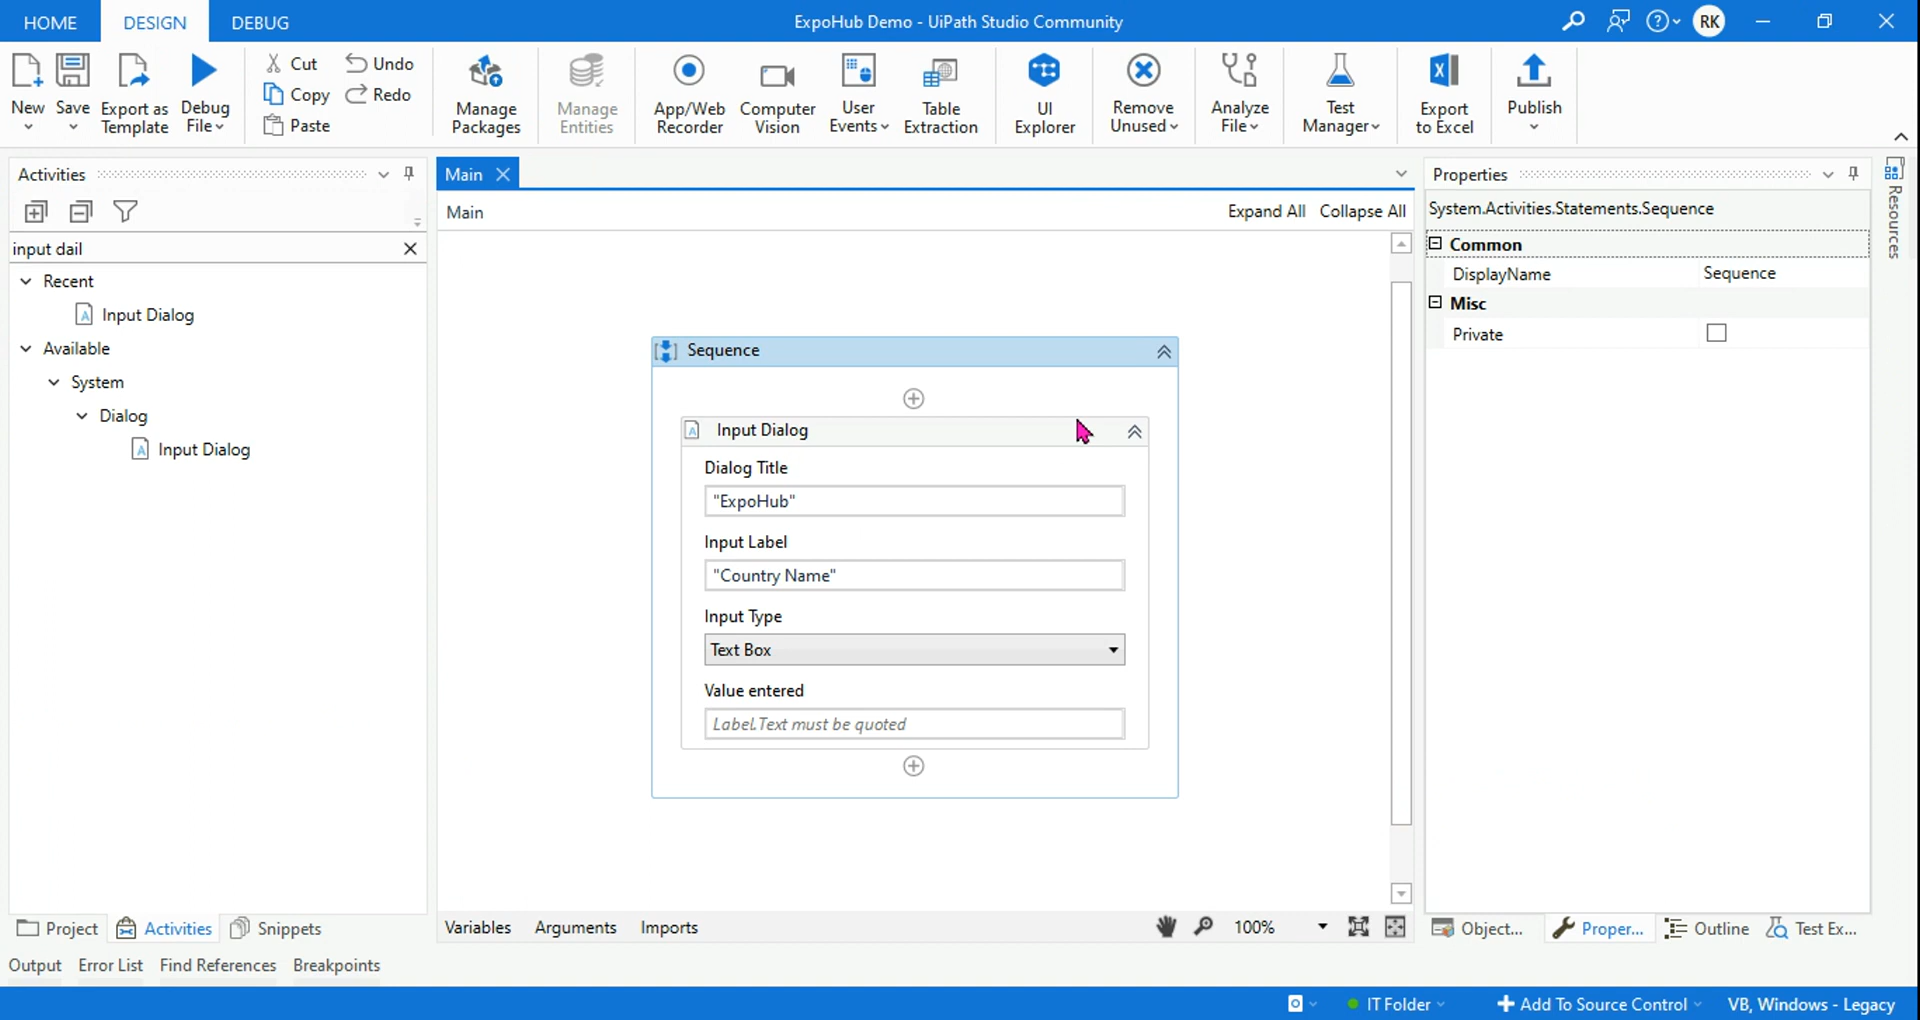 HOME
DESIGN
DEBUG
ExpoHub Demo - UiPath Studio Community
RK
New
Save
Export as Template
Debug File
Cut
Copy
Paste
Undo
Redo
Manage Packages
Manage Entities
App/Web Recorder
Computer Vision
User Events
Table Extraction
UI Explorer
Remove Unused
Analyze File
Test Manager
Export to Excel
Publish
Activities
input dail
Recent
Input Dialog
Available
System
Dialog
Input Dialog
Main
Main
Expand All
Collapse All
Sequence
Input Dialog
Dialog Title
"ExpoHub"
Input Label
"Country Name"
Input Type
Text Box
Value entered
Label.Text must be quoted
Properties
System.Activities.Statements.Sequence
Common
DisplayName
Sequence
Misc
Private
Resources
Project
Activities
Snippets
Variables
Arguments
Imports
100%
Object...
Proper...
Outline
Test Ex...
Output
Error List
Find References
Breakpoints
IT Folder
Add To Source Control
VB, Windows - Legacy